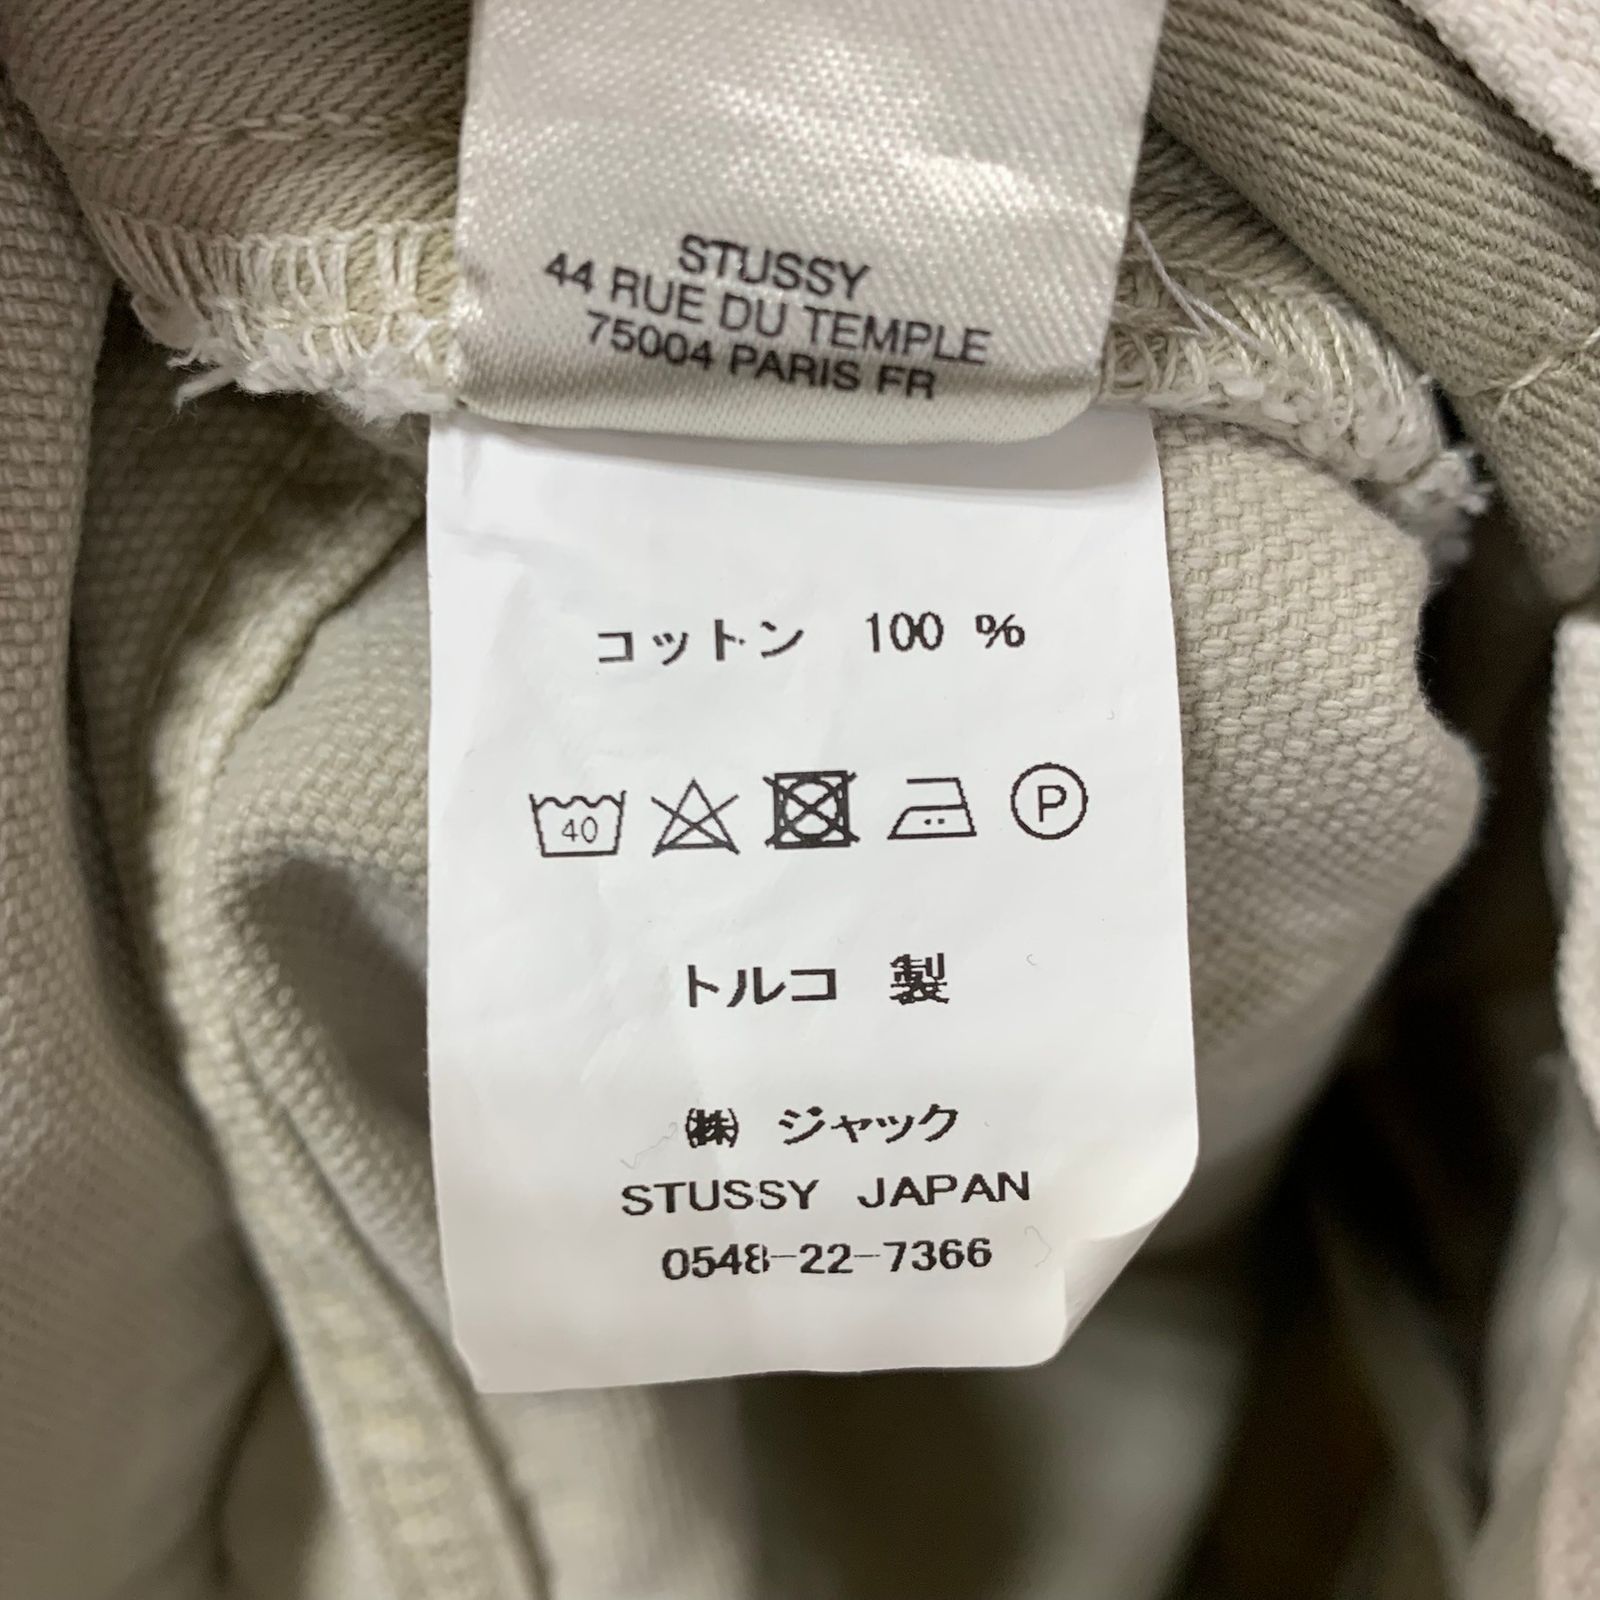 STUSSY
44 RUE DU TEMPLE
75004 PARIS FR
コットン 100 %
40 P
トルコ 製
㈱ ジャック
STUSSY JAPAN
0548-22-7366